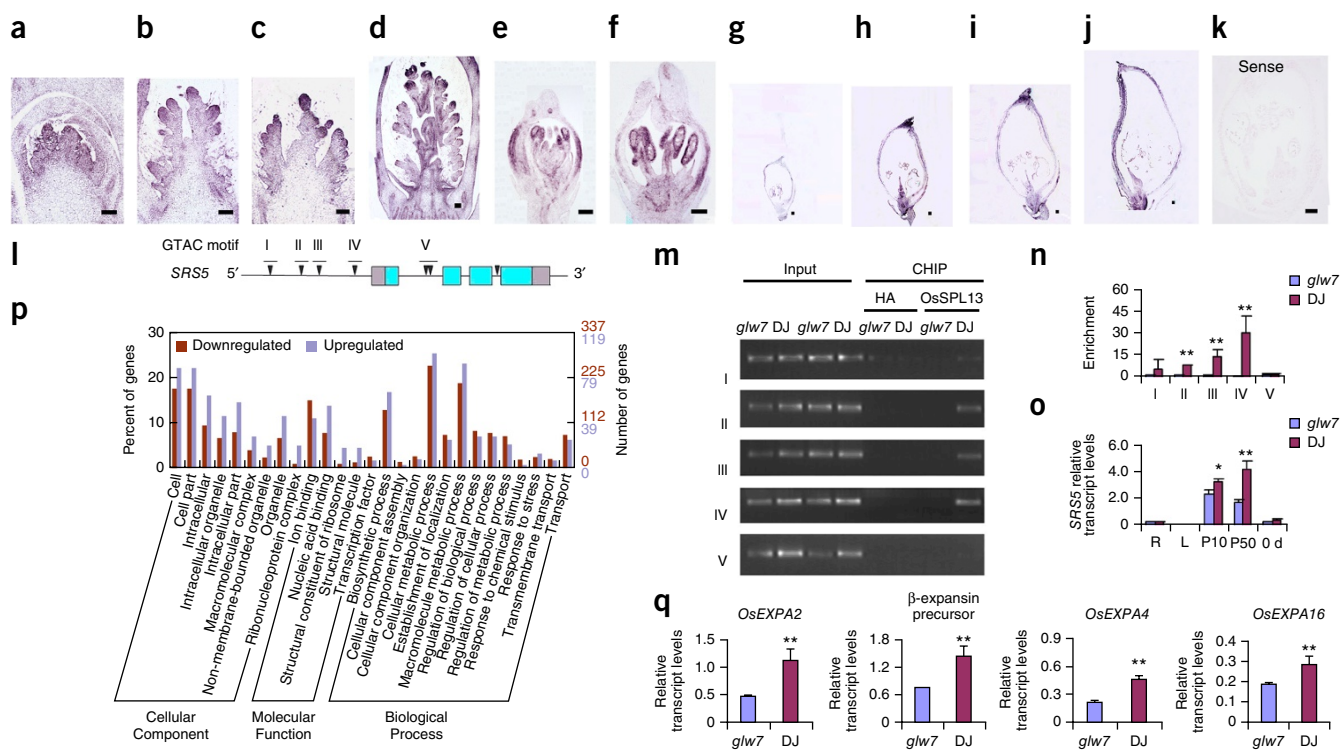 a b c d e f g h i j k
Sense
l
GTAC motif I II III IV V
SRS5 5′ 3′
m
Input CHIP
HA OsSPL13
glw7 DJ glw7 DJ glw7 DJ glw7 DJ
I
II
III
IV
V
n
glw7
DJ
Enrichment
60
45
30
15
0
** ** **
I II III IV V
o
glw7
DJ
SRS5 relative
transcript levels
6.0
4.0
2.0
0
* **
R L P10 P50 0 d
p
Downregulated Upregulated
Percent of genes
30
20
10
0
Number of genes
337
119
225
79
112
39
0
0
Cell
Cell part
Intracellular
Intracellular organelle
Intracellular part
Macromolecular complex
Non-membrane-bound organelle
Organelle
Ribonucleoprotein complex
Ion binding
Nucleic acid binding
Structural constituent of ribosome
Structural molecule
Transcription factor
Biosynthetic process
Cellular component assembly
Cellular component organization
Cellular metabolic process
Establishment of localization
Macromolecule metabolic process
Regulation of biological process
Regulation of cellular process
Regulation of metabolic process
Response to chemical stimulus
Response to stress
Transmembrane transport
Transport
Cellular
Component
Molecular
Function
Biological
Process
q
OsEXPA2
Relative
transcript levels
1.5
1.0
0.5
0
**
glw7 DJ
β-expansin
precursor
Relative
transcript levels
1.8
1.2
0.6
0
**
glw7 DJ
OsEXPA4
Relative
transcript levels
0.9
0.6
0.3
0
**
glw7 DJ
OsEXPA16
Relative
transcript levels
0.4
0.3
0.2
0.1
0
**
glw7 DJ